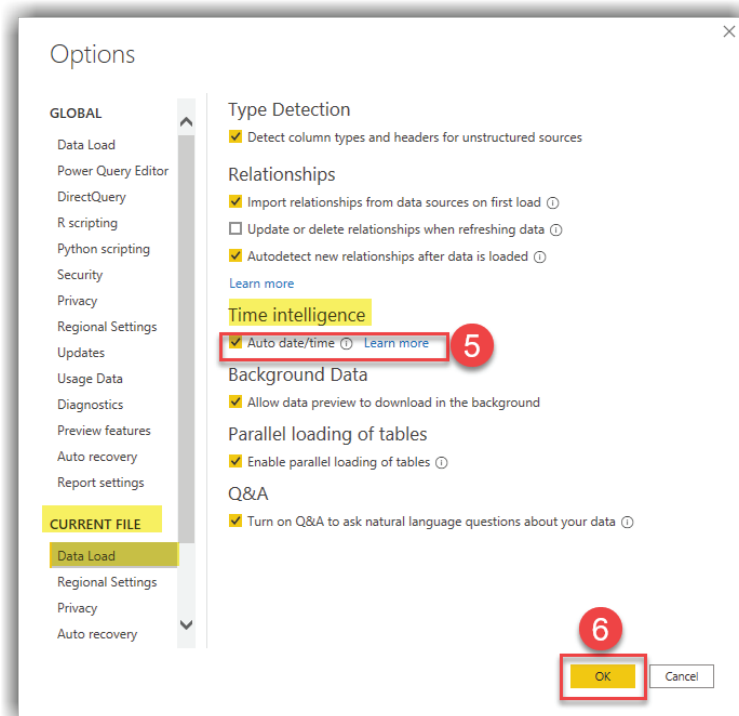 Options
GLOBAL
Data Load
Power Query Editor
DirectQuery
R scripting
Python scripting
Security
Privacy
Regional Settings
Updates
Usage Data
Diagnostics
Preview features
Auto recovery
Report settings
CURRENT FILE
Data Load
Regional Settings
Privacy
Auto recovery
Type Detection
Detect column types and headers for unstructured sources
Relationships
Import relationships from data sources on first load
Update or delete relationships when refreshing data
Autodetect new relationships after data is loaded
Learn more
Time intelligence
Auto date/time Learn more
5
Background Data
Allow data preview to download in the background
Parallel loading of tables
Enable parallel loading of tables
Q&A
Turn on Q&A to ask natural language questions about your data
6
OK Cancel